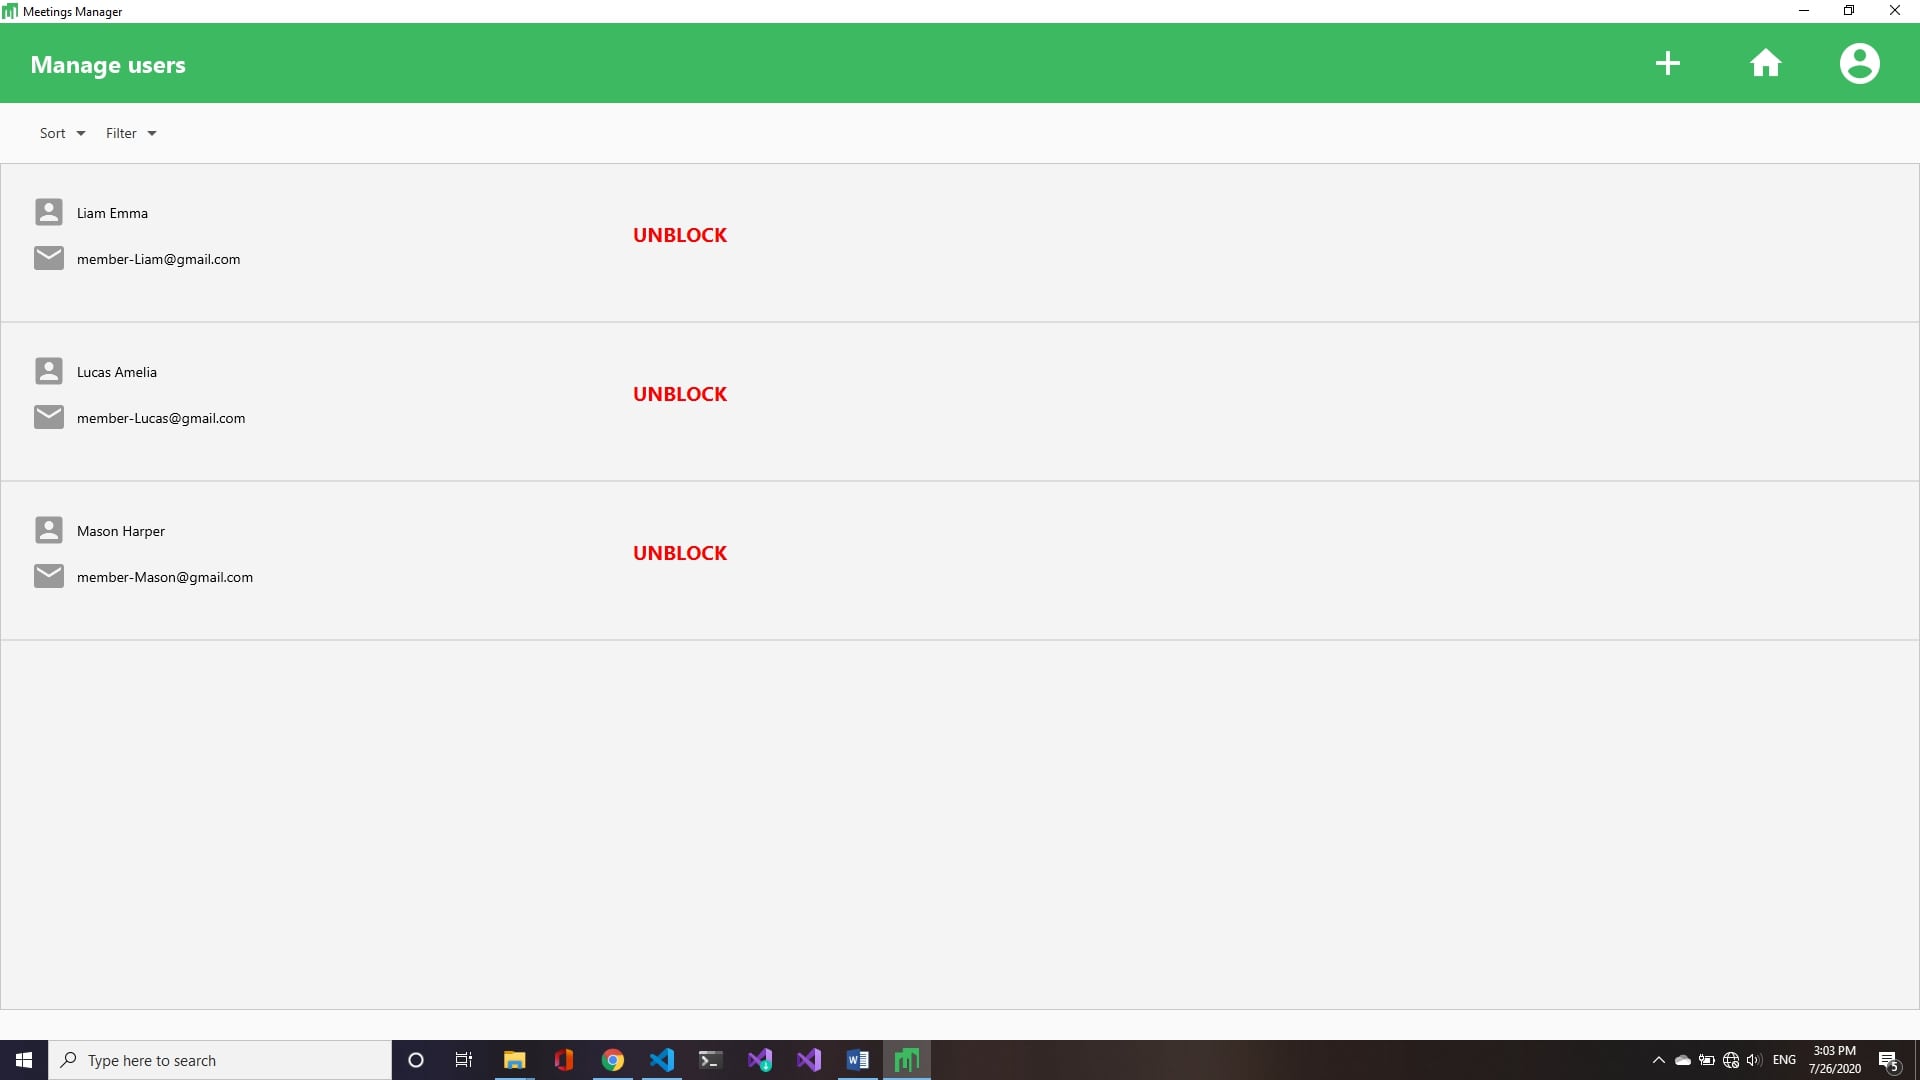 Meetings Manager
Manage users
Sort Filter
Liam Emma
UNBLOCK
member-Liam@gmail.com
Lucas Amelia
UNBLOCK
member-Lucas@gmail.com
Mason Harper
UNBLOCK
member-Mason@gmail.com
Type here to search
ENG
3:03 PM
7/26/2020
5